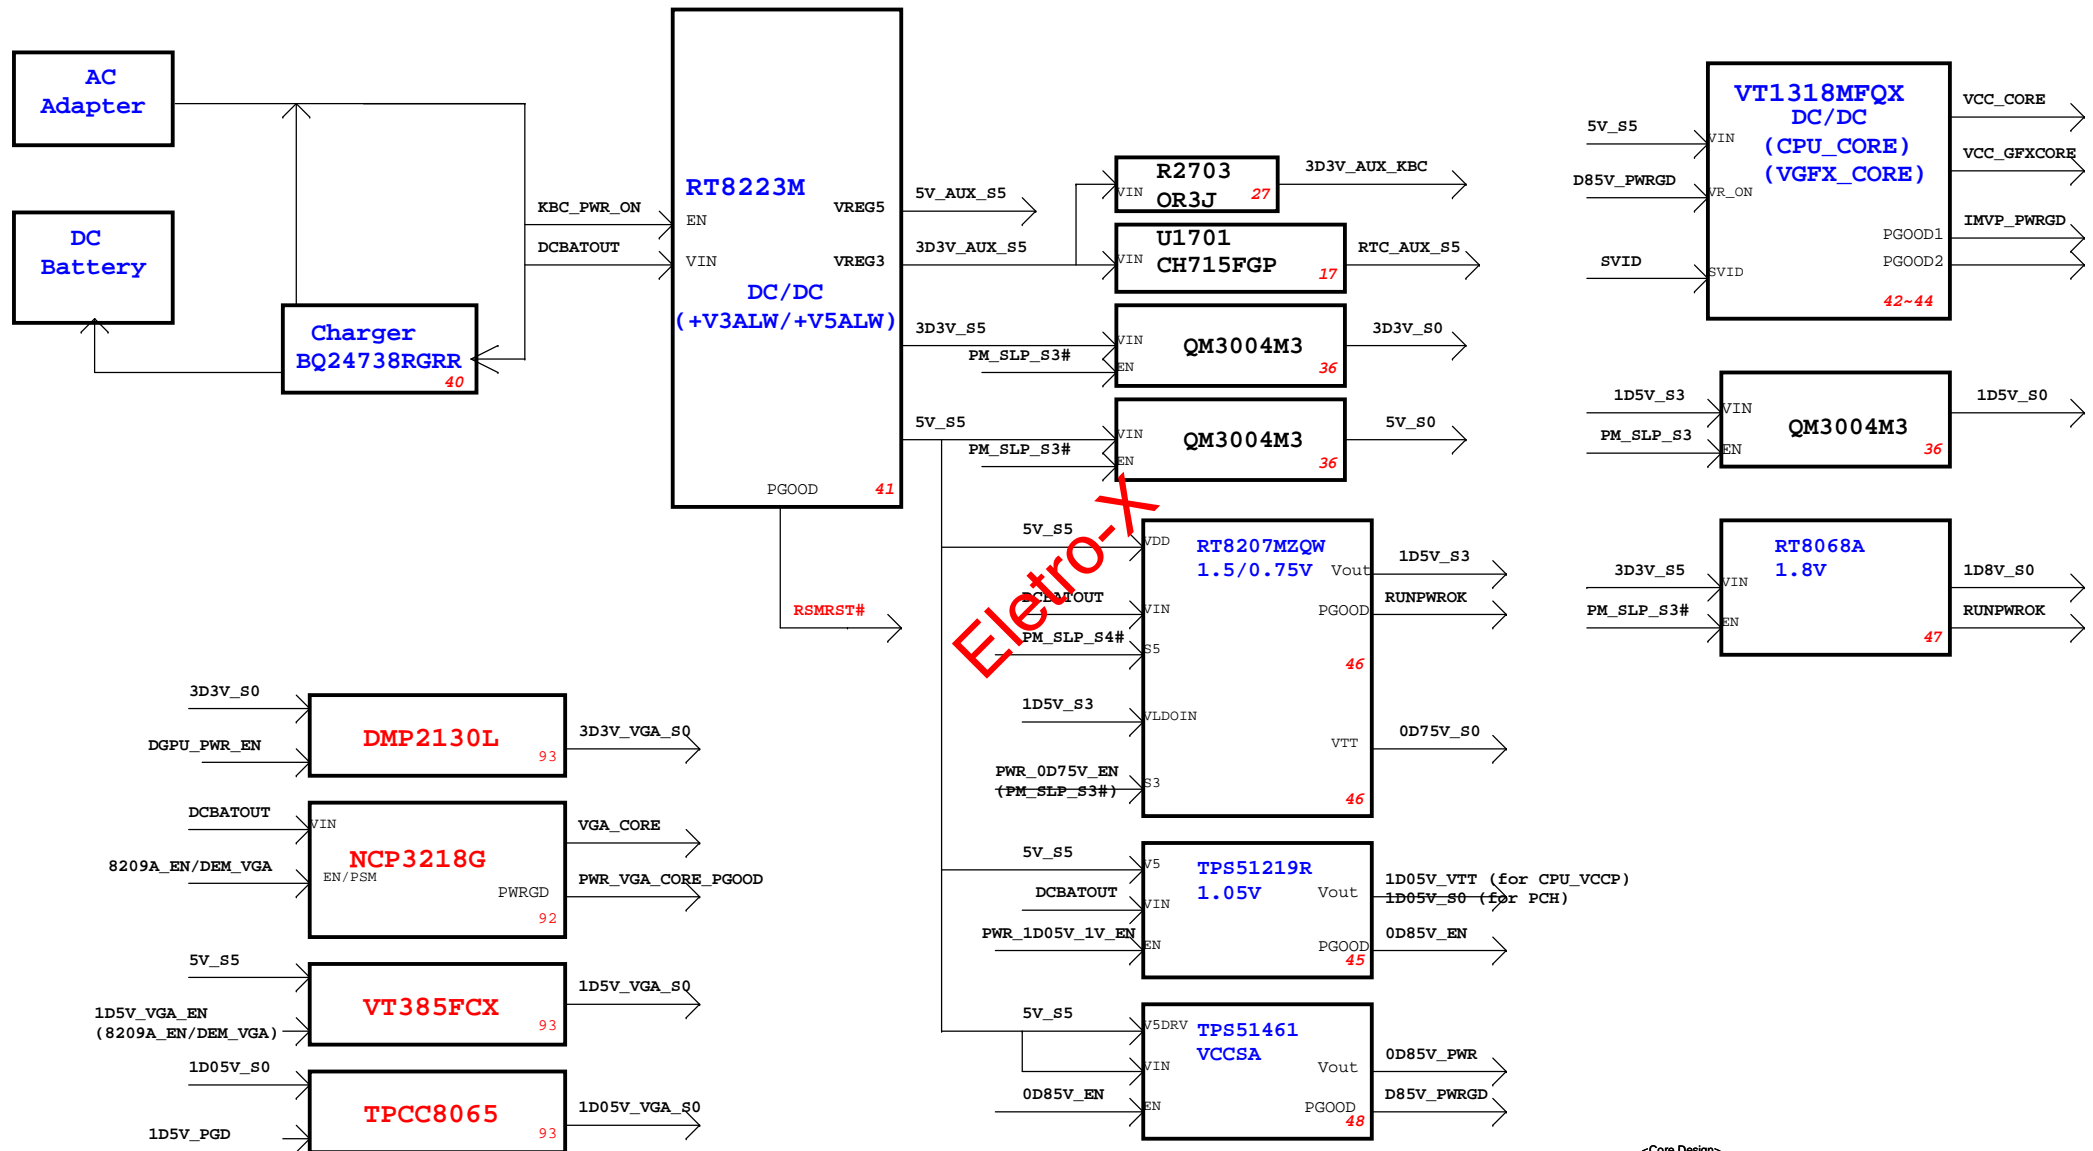 AC
Adapter
DC
Battery
Charger
BQ24738RGRR
40
KBC_PWR_ON
DCBATOUT
RT8223M
EN
VIN
VREG5
VREG3
DC/DC
(+V3ALW/+V5ALW)
PGOOD
41
RSMRST#
5V_AUX_S5
3D3V_AUX_S5
3D3V_S5
PM_SLP_S3#
5V_S5
PM_SLP_S3#
R2703
0R3J
VIN
27
3D3V_AUX_KBC
U1701
CH715FGP
VIN
17
RTC_AUX_S5
VIN
EN
QM3004M3
36
3D3V_S0
VIN
EN
QM3004M3
36
5V_S0
Eletro-X
5V_S5
DCBATOUT
PM_SLP_S4#
1D5V_S3
PWR_0D75V_EN
(PM_SLP_S3#)
VDD
VIN
S5
VLDOIN
S3
RT8207MZQW
1.5/0.75V
Vout
PGOOD
46
VTT
46
1D5V_S3
RUNPWROK
0D75V_S0
5V_S5
DCBATOUT
PWR_1D05V_1V_EN
V5
VIN
EN
TPS51219R
1.05V
Vout
PGOOD
45
1D05V_VTT (for CPU_VCCP)
1D05V_S0 (for PCH)
0D85V_EN
5V_S5
0D85V_EN
V5DRV
VIN
EN
TPS51461
VCCSA
Vout
PGOOD
48
0D85V_PWR
D85V_PWRGD
5V_S5
D85V_PWRGD
SVID
VT1318MFQX
DC/DC
(CPU_CORE)
(VGFX_CORE)
VIN
VR_ON
SVID
PGOOD1
PGOOD2
42~44
VCC_CORE
VCC_GFXCORE
IMVP_PWRGD
1D5V_S3
PM_SLP_S3
VIN
EN
QM3004M3
36
1D5V_S0
3D3V_S5
PM_SLP_S3#
RT8068A
1.8V
VIN
EN
47
1D8V_S0
RUNPWROK
3D3V_S0
DGPU_PWR_EN
DMP2130L
93
3D3V_VGA_S0
DCBATOUT
8209A_EN/DEM_VGA
VIN
EN/PSM
NCP3218G
PWRGD
92
VGA_CORE
PWR_VGA_CORE_PGOOD
5V_S5
1D5V_VGA_EN
(8209A_EN/DEM_VGA)
VT385FCX
93
1D5V_VGA_S0
1D05V_S0
1D5V_PGD
TPCC8065
93
1D05V_VGA_S0
<Core Design>